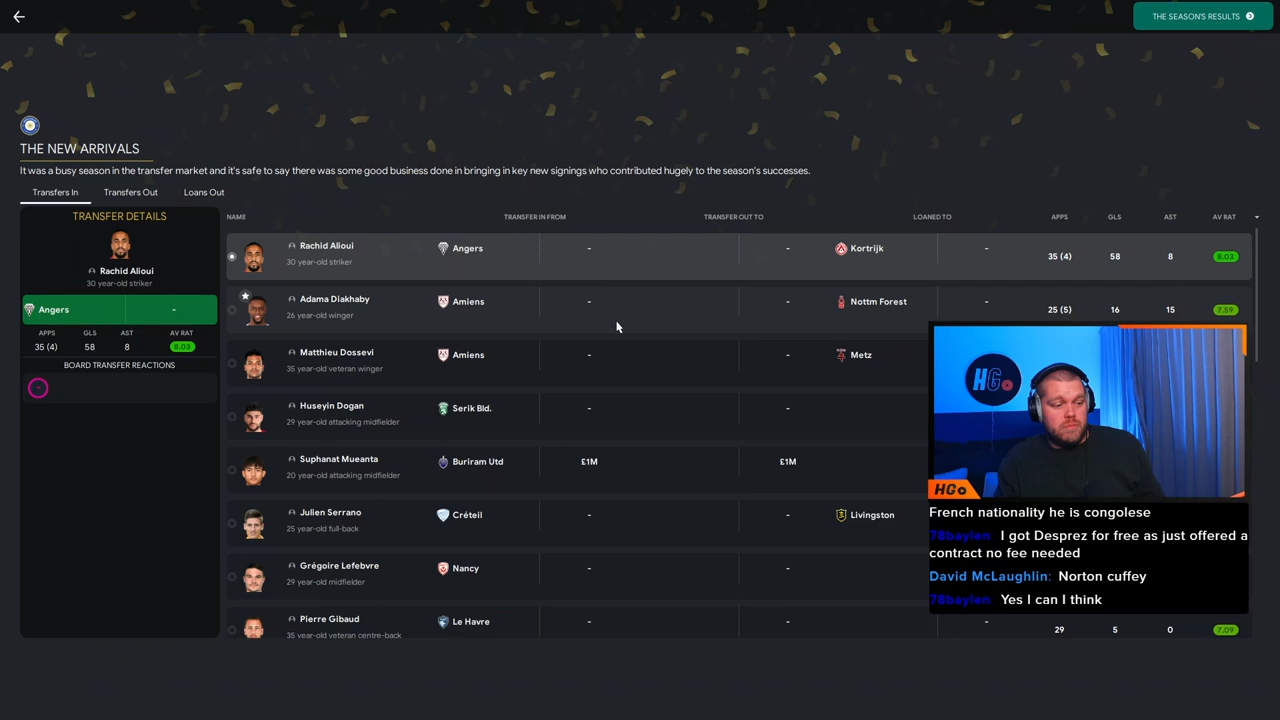 THE SEASON'S RESULTS
THE NEW ARRIVALS
It was a busy season in the transfer market and it's safe to say there was some good business done in bringing in key new signings who contributed hugely to the season's successes.
Transfers In Transfers Out Loans Out
TRANSFER DETAILS
Rachid Alioui
30 year-old striker
Angers -
APPS GLS AST AV RAT
35 (4) 58 8 8.03
BOARD TRANSFER REACTIONS
-
NAME TRANSFER IN FROM TRANSFER OUT TO LOANED TO APPS GLS AST AV RAT
Rachid Alioui Angers - - Kortrijk - 35 (4) 58 8 8.03
30 year-old striker
Adama Diakhaby Amiens - - Nottm Forest - 25 (5) 16 15 7.59
26 year-old winger
Matthieu Dossevi Amiens - - Metz
35 year-old veteran winger
Huseyin Dogan Serik Bld. - -
29 year-old attacking midfielder
Suphanat Mueanta Buriram Utd £1M £1M
20 year-old attacking midfielder
Julien Serrano Créteil - - Livingston
25 year-old full-back
Grégoire Lefebvre Nancy - -
29 year-old midfielder
Pierre Gibaud Le Havre - - - 29 5 0 7.09
35 year-old veteran centre-back
HGo
HGo
French nationality he is congolese
78baylen I got Desprez for free as just offered a
contract no fee needed
David McLaughlin: Norton cuffey
78baylen Yes I can I think